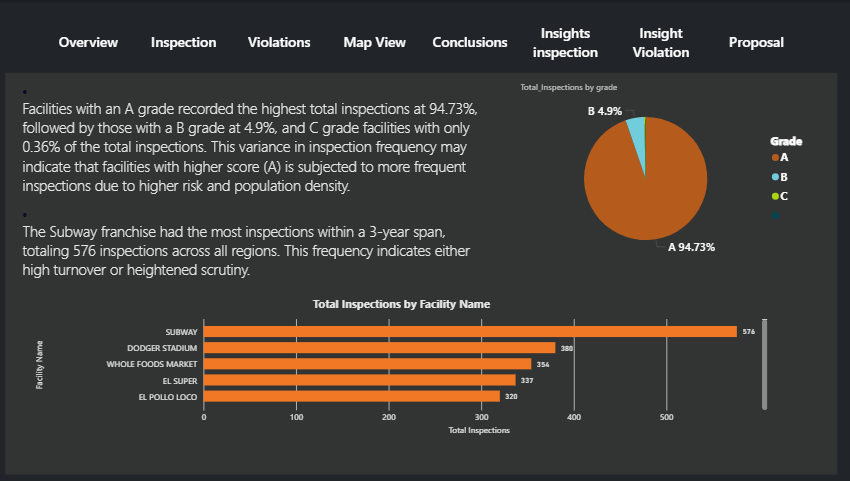 Overview Inspection Violations Map View Conclusions Insights inspection Insight Violation Proposal
•
Facilities with an A grade recorded the highest total inspections at 94.73%,
followed by those with a B grade at 4.9%, and C grade facilities with only
0.36% of the total inspections. This variance in inspection frequency may
indicate that facilities with higher score (A) is subjected to more frequent
inspections due to higher risk and population density.
•
The Subway franchise had the most inspections within a 3-year span,
totaling 576 inspections across all regions. This frequency indicates either
high turnover or heightened scrutiny.
Total_Inspections by grade
B 4.9%
A 94.73%
Grade
A
B
C
Total Inspections by Facility Name
Facility Name
SUBWAY 576
DODGER STADIUM 380
WHOLE FOODS MARKET 354
EL SUPER 337
EL POLLO LOCO 320
0 100 200 300 400 500
Total Inspections